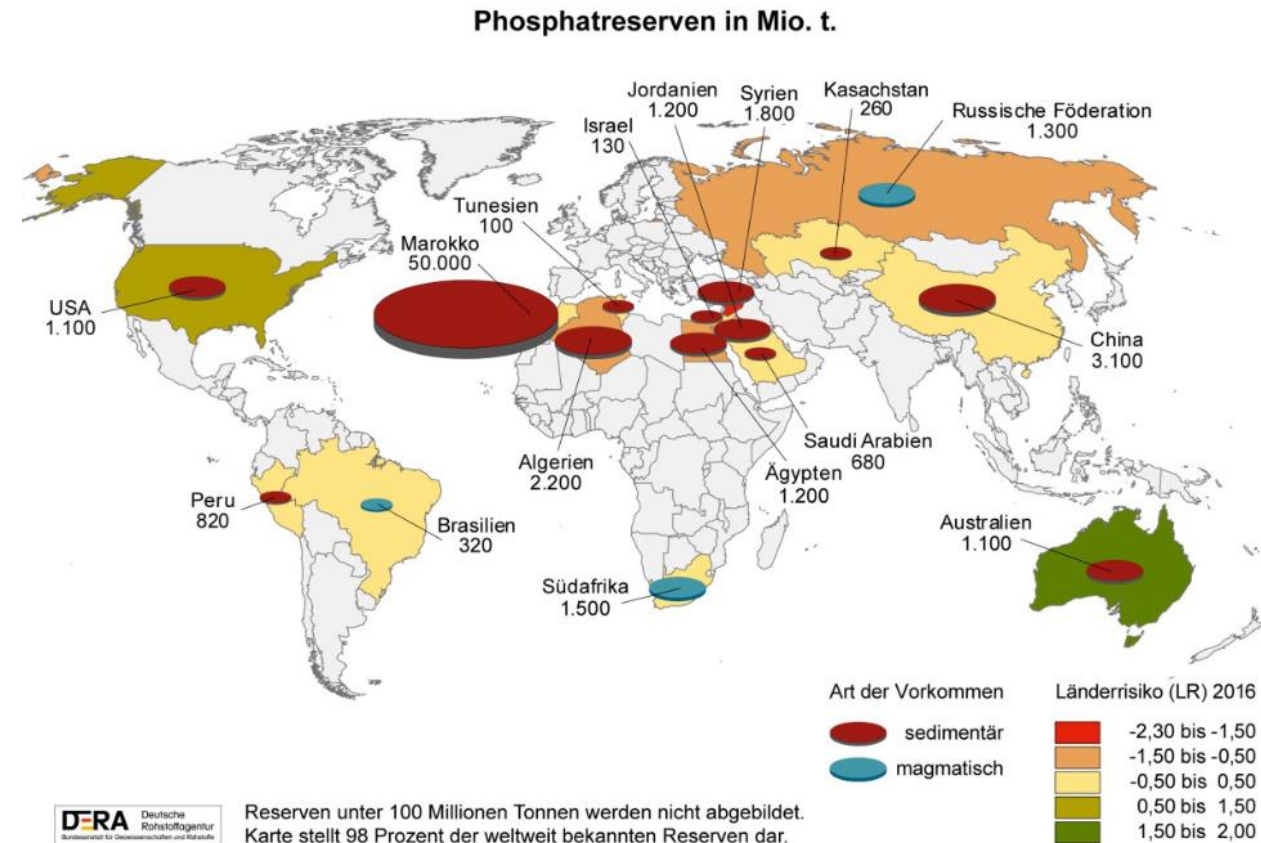 Phosphatreserven in Mio. t.
Jordanien
1.200
Syrien
1.800
Kasachstan
260
Russische Föderation
1.300
Israel
130
Tunesien
100
Marokko
50.000
USA
1.100
China
3.100
Algerien
2.200
Saudi Arabien
680
Ägypten
1.200
Peru
820
Brasilien
320
Südafrika
1.500
Australien
1.100
Art der Vorkommen
sedimentär
magmatisch
Länderrisiko (LR) 2016
-2,30 bis -1,50
-1,50 bis -0,50
-0,50 bis 0,50
0,50 bis 1,50
1,50 bis 2,00
DERA Deutsche
Rohstoffagentur
Bundesanstalt für Geowissenschaften und Rohstoffe
Reserven unter 100 Millionen Tonnen werden nicht abgebildet.
Karte stellt 98 Prozent der weltweit bekannten Reserven dar.